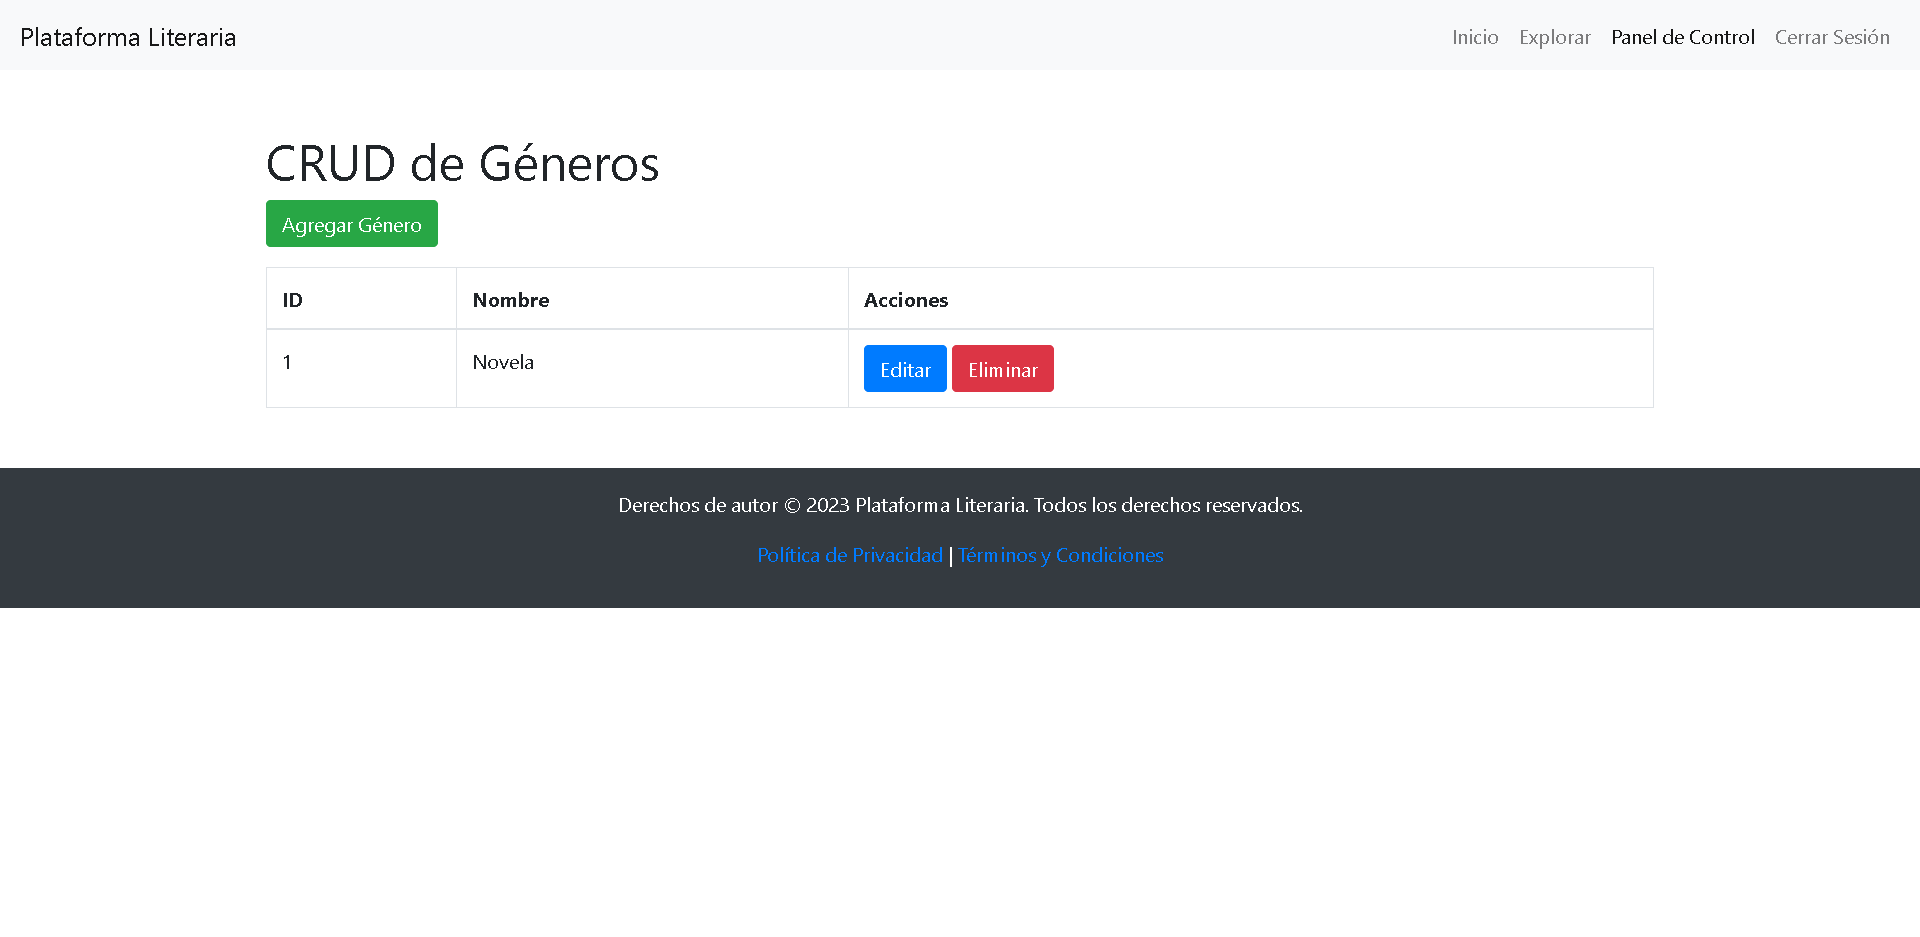 Plataforma Literaria Inicio Explorar Panel de Control Cerrar Sesión
CRUD de Géneros
Agregar Género
ID Nombre Acciones
1 Novela Editar Eliminar
Derechos de autor © 2023 Plataforma Literaria. Todos los derechos reservados.
Política de Privacidad | Términos y Condiciones